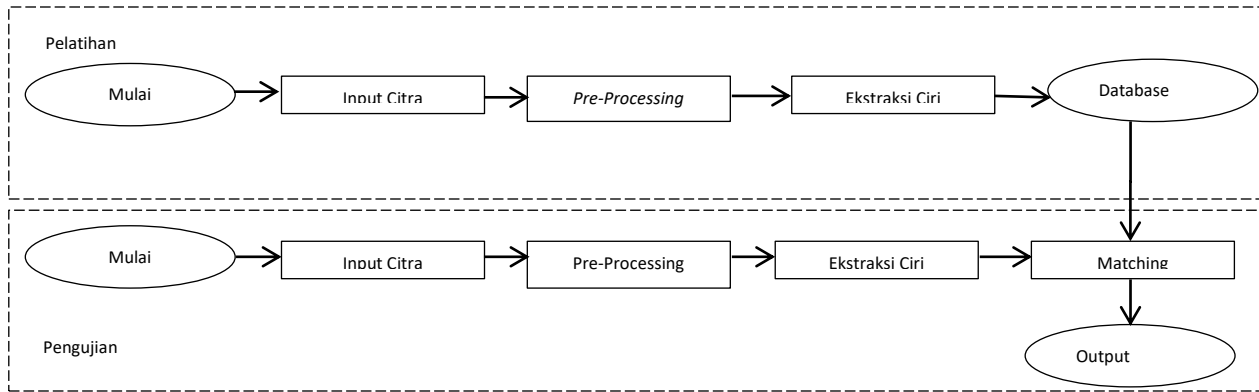 Pelatihan
Mulai
Input Citra
Pre-Processing
Ekstraksi Ciri
Database
Mulai
Input Citra
Pre-Processing
Ekstraksi Ciri
Matching
Pengujian
Output